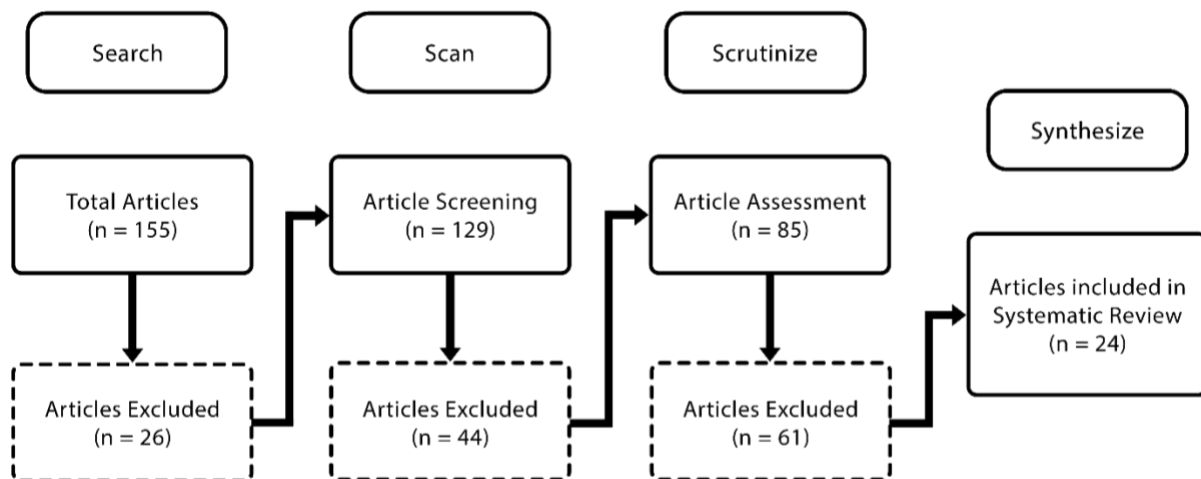 Search
Total Articles
(n = 155)
Articles Excluded
(n = 26)
Scan
Article Screening
(n = 129)
Articles Excluded
(n = 44)
Scrutinize
Article Assessment
(n = 85)
Articles Excluded
(n = 61)
Synthesize
Articles included in
Systematic Review
(n = 24)